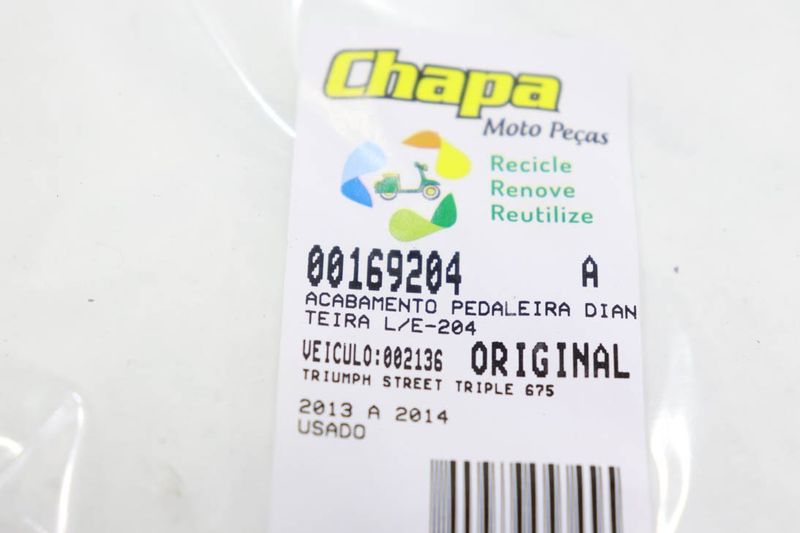 Chapa
Moto Peças
Recicle
Renove
Reutilize
00169204 A
ACABAMENTO PEDALEIRA DIAN
TEIRA L/E-204
VEICULO:002136 ORIGINAL
TRIUMPH STREET TRIPLE 675
2013 A 2014
USADO